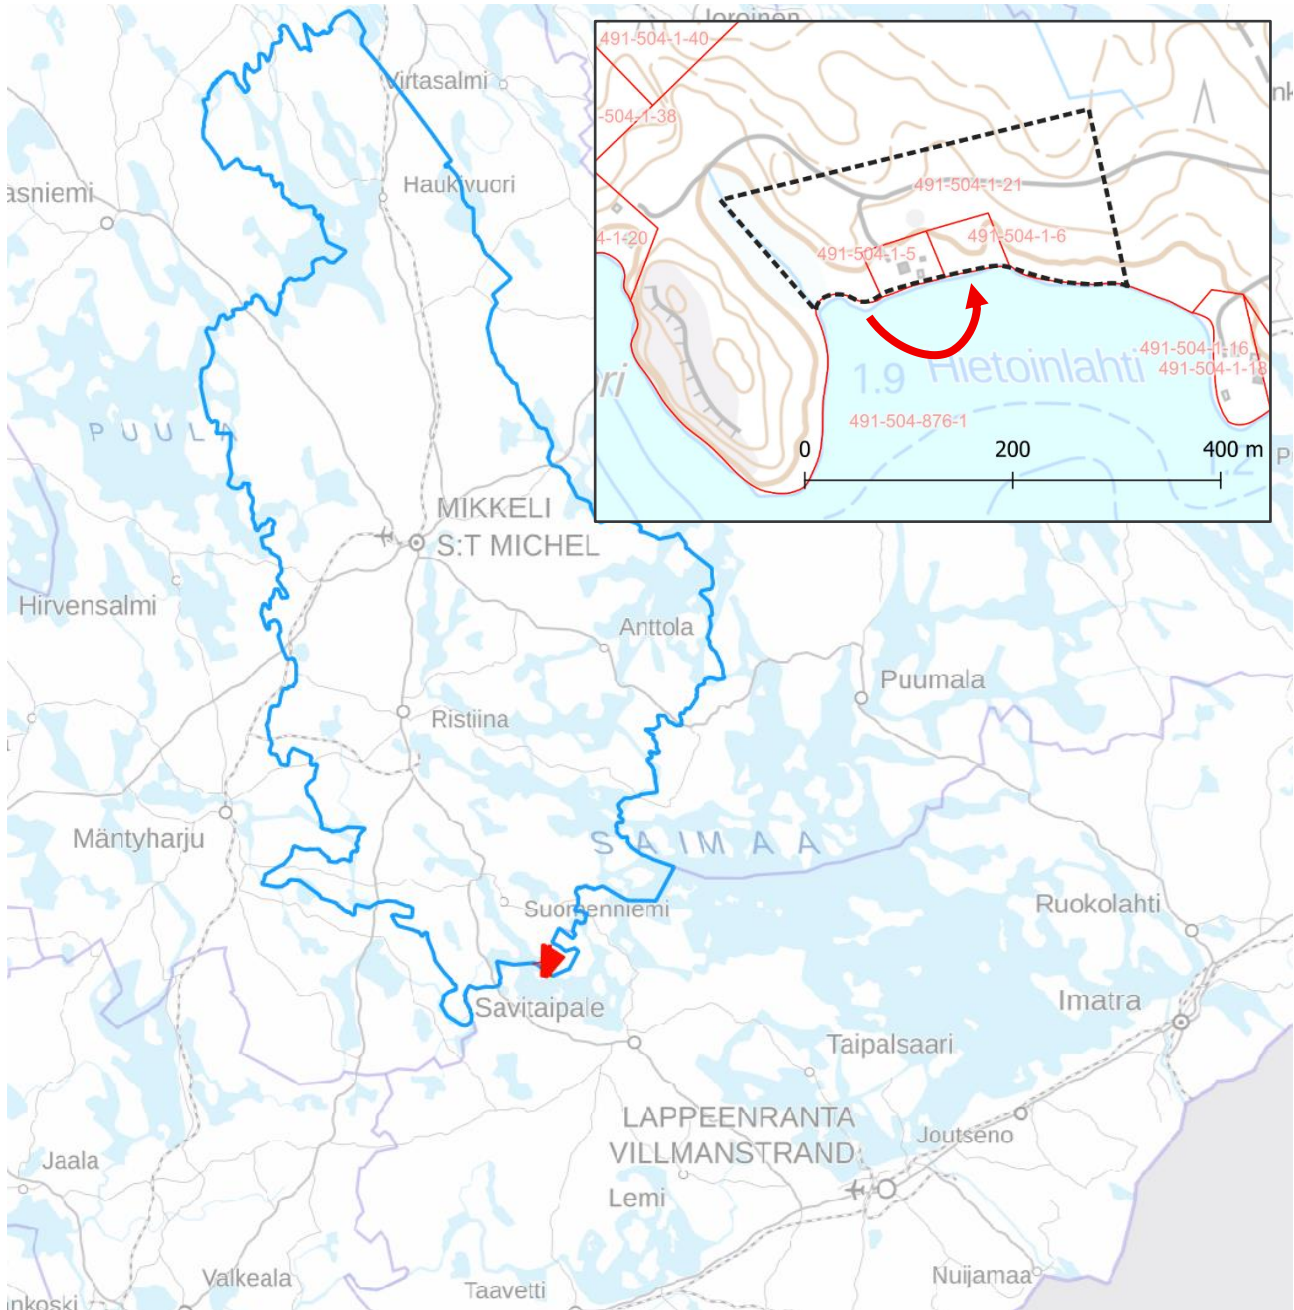 Joroinen
491-504-1-40
Virtasalmi
-504-1-38
Haukivuori
491-504-1-21
asniemi
491-504-1-6
4-1-20
491-504-1-5
491-504-1-16
491-504-1-18
1.9
Hietoinlahti
491-504-876-1
0
200
400 m
1.2
PUULA
MIKKELI
S:T MICHEL
Hirvensalmi
Anttola
Puumala
Ristiina
Mäntyharju
SAIMAA
Suomenniemi
Ruokolahti
Savitaipale
Imatra
Taipalsaari
LAPPEENRANTA
VILLMANSTRAND
Joutseno
Jaala
Lemi
Valkeala
Taavetti
Nuijamaa
nkoski